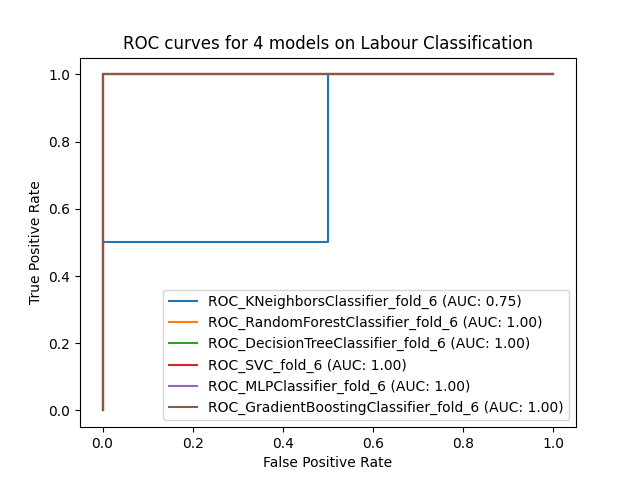 ROC curves for 4 models on Labour Classification
True Positive Rate
1.0
0.8
0.6
0.4
0.2
0.0
ROC_KNeighborsClassifier_fold_6 (AUC: 0.75)
ROC_RandomForestClassifier_fold_6 (AUC: 1.00)
ROC_DecisionTreeClassifier_fold_6 (AUC: 1.00)
ROC_SVC_fold_6 (AUC: 1.00)
ROC_MLPClassifier_fold_6 (AUC: 1.00)
ROC_GradientBoostingClassifier_fold_6 (AUC: 1.00)
0.0 0.2 0.4 0.6 0.8 1.0
False Positive Rate